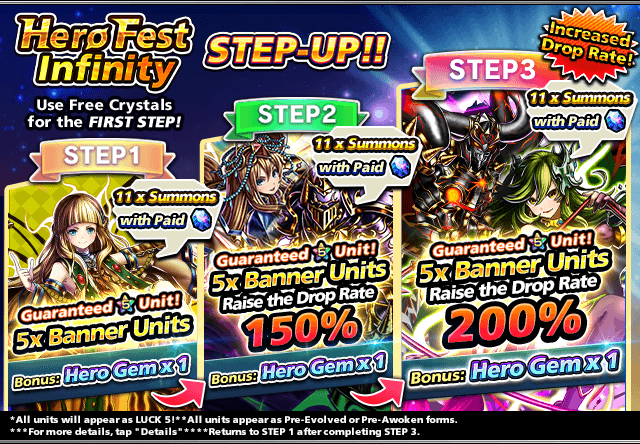 Hero Fest
Infinity
STEP-UP!!
Increased
Drop Rate!
Use Free Crystals
for the FIRST STEP!
STEP1
11 x Summons
with Paid
Guaranteed 5 Unit!
5x Banner Units
Bonus: Hero Gem x 1
STEP2
11 x Summons
with Paid
Guaranteed 5 Unit!
5x Banner Units
Raise the Drop Rate
150%
Bonus: Hero Gem x 1
STEP3
11 x Summons
with Paid
Guaranteed 5 Unit!
5x Banner Units
Raise the Drop Rate
200%
Bonus: Hero Gem x 1
*All units will appear as LUCK 5!**All units appear as Pre-Evolved or Pre-Awoken forms.
***For more details, tap "Details"****Returns to STEP 1 after completing STEP 3.